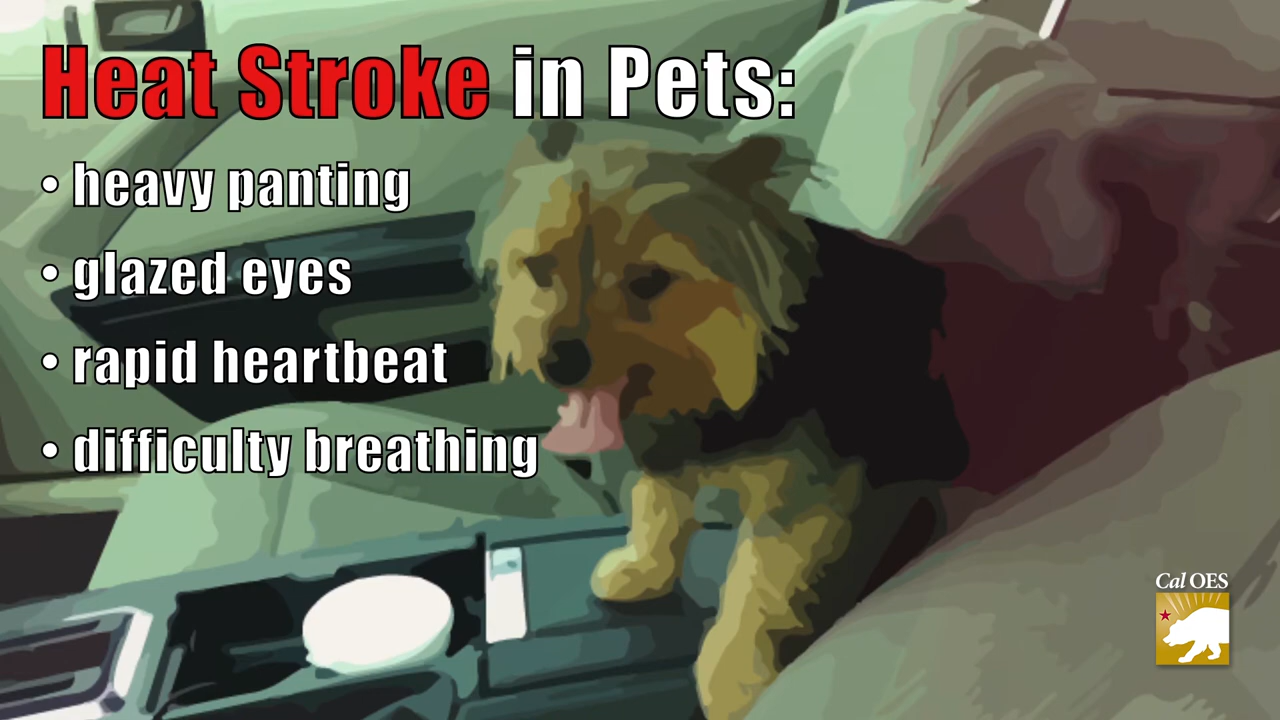 Heat Stroke in Pets:
• heavy panting
• glazed eyes
• rapid heartbeat
• difficulty breathing
Cal OES